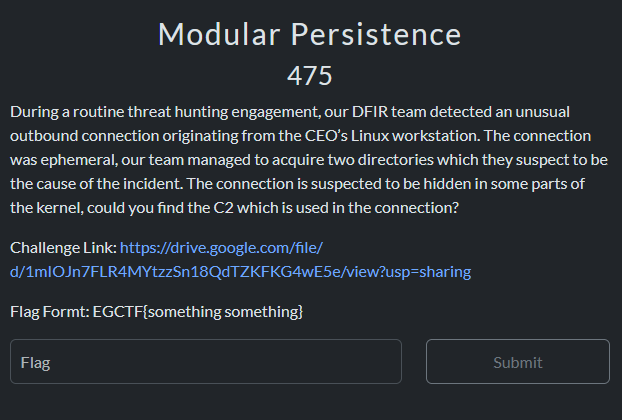 Modular Persistence
475
During a routine threat hunting engagement, our DFIR team detected an unusual
outbound connection originating from the CEO's Linux workstation. The connection
was ephemeral, our team managed to acquire two directories which they suspect to be
the cause of the incident. The connection is suspected to be hidden in some parts of
the kernel, could you find the C2 which is used in the connection?
Challenge Link: https://drive.google.com/file/
d/1mIOJn7FLR4MYtzzSn18QdTZKFKG4wE5e/view?usp=sharing
Flag Formt: EGCTF{something something}
Flag
Submit